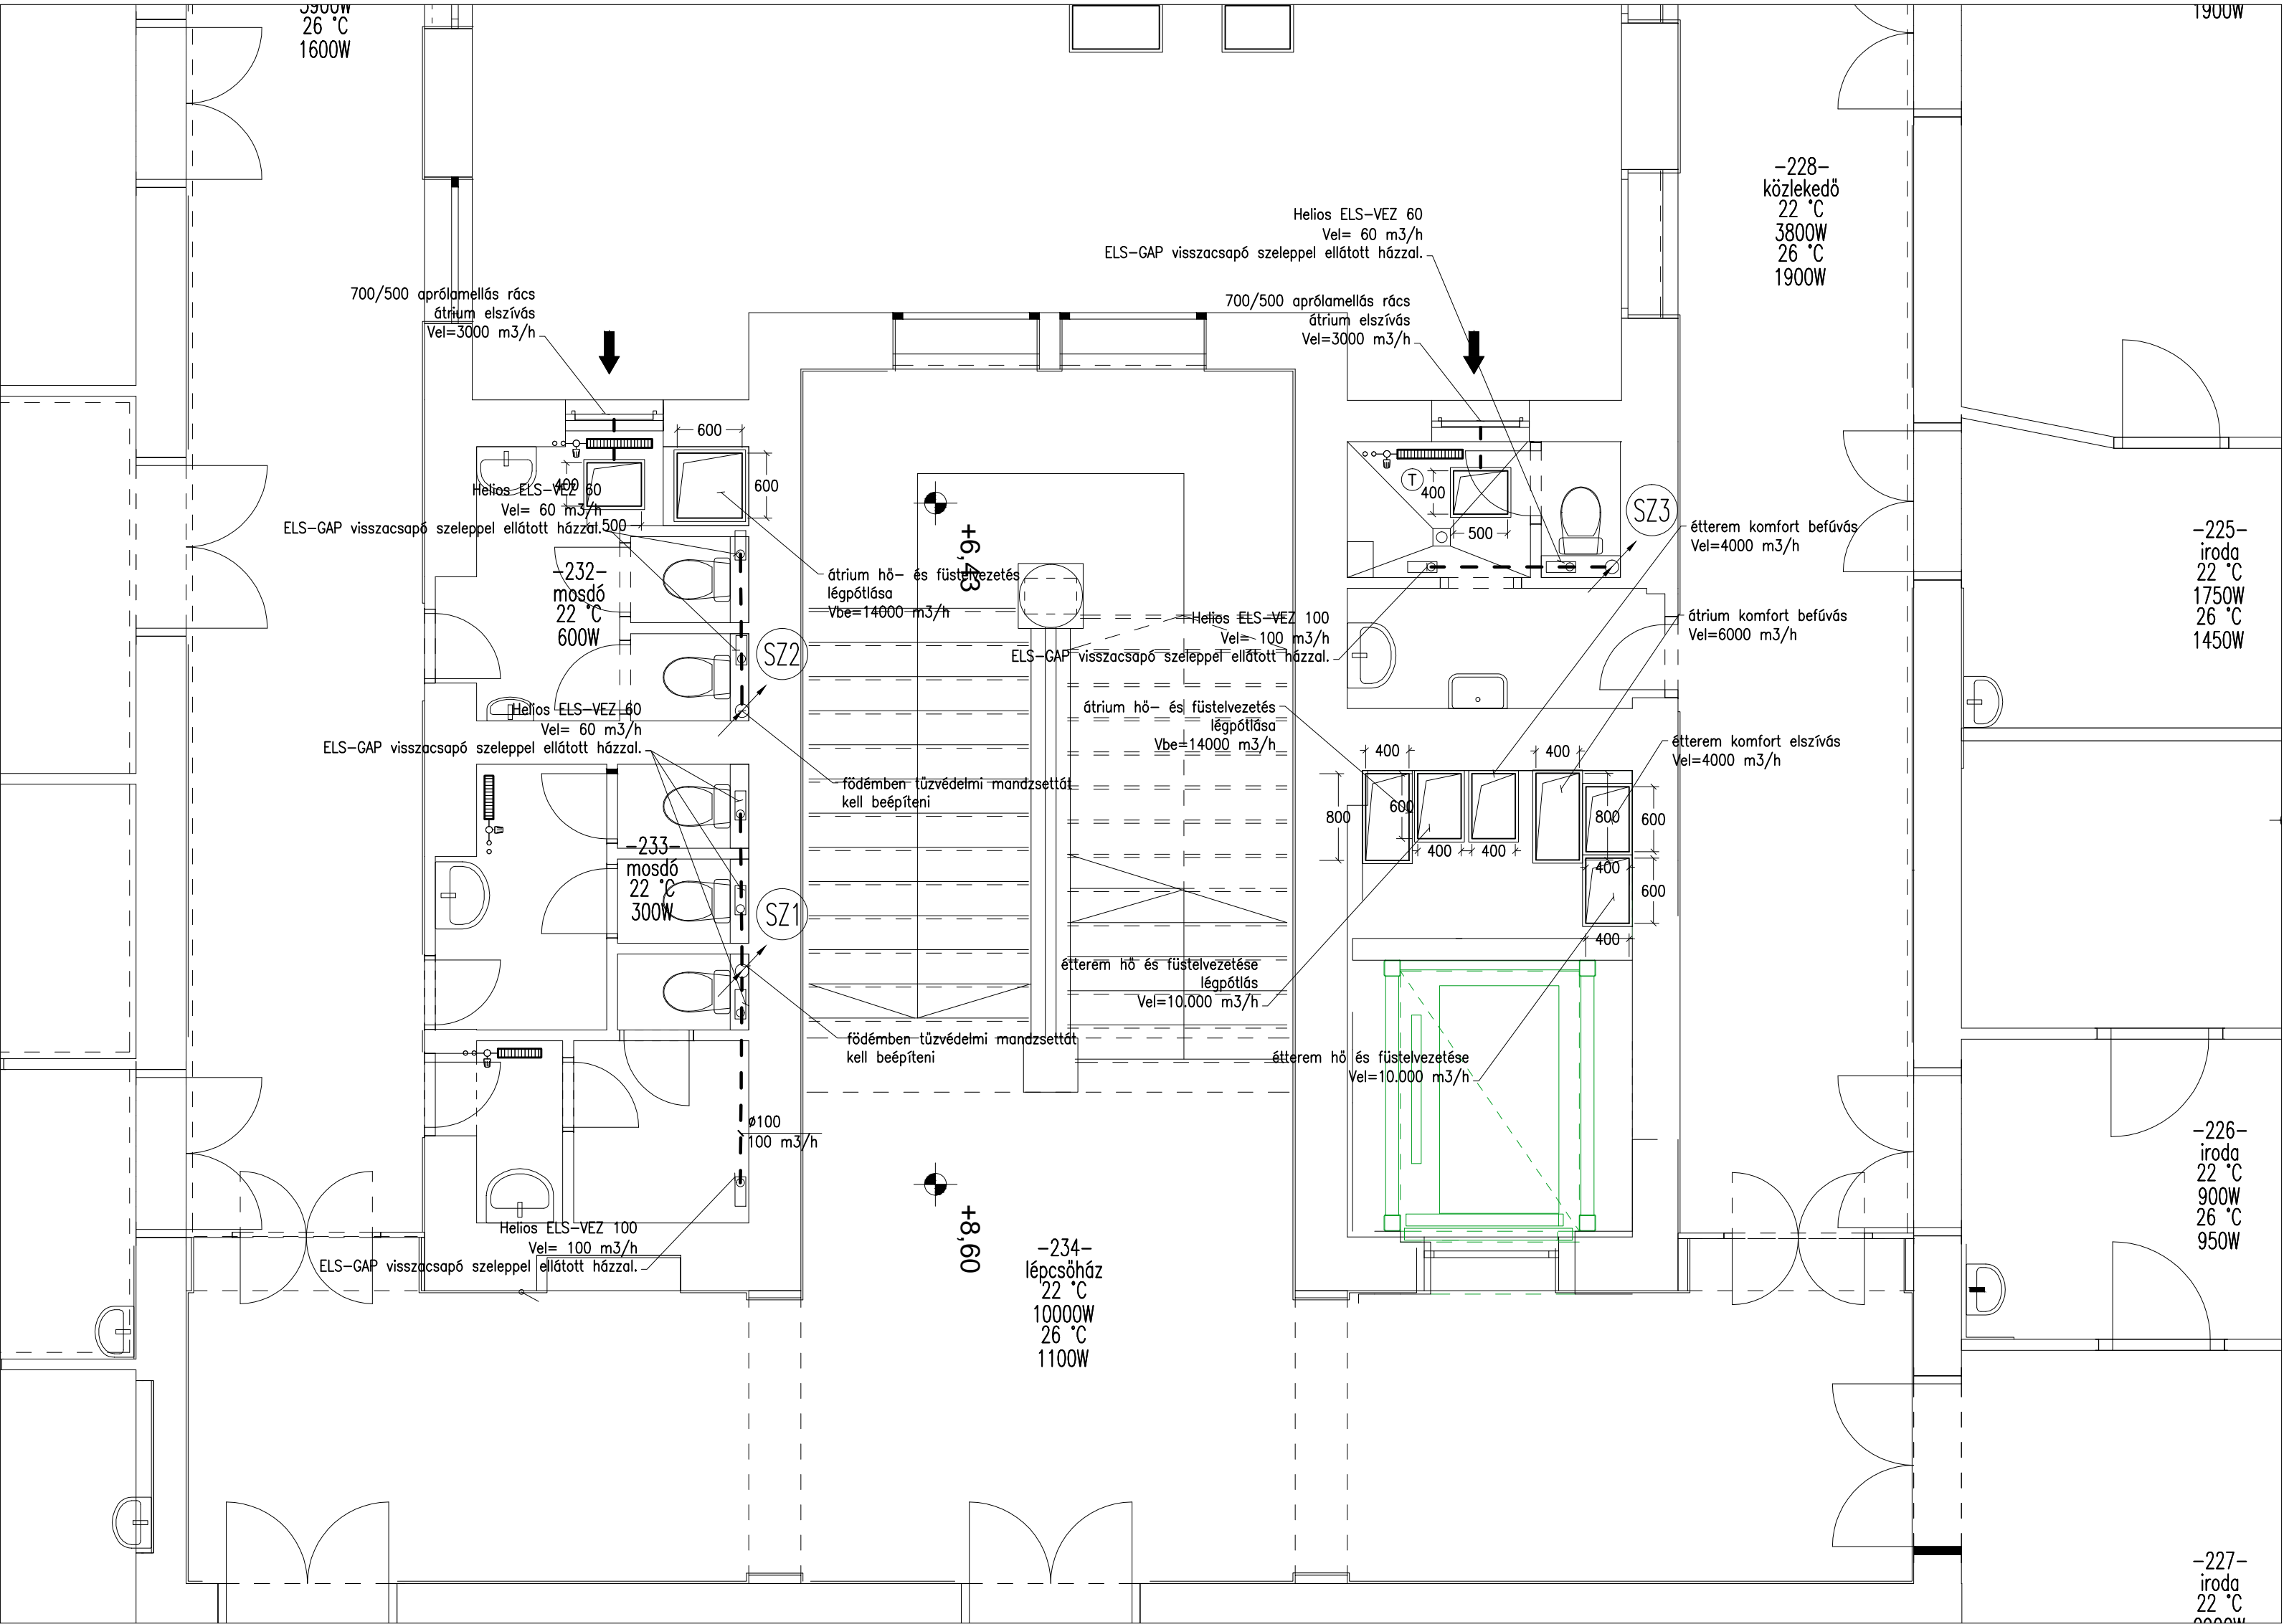 3900W
26 °C
1600W
1900W
-228-
közlekedő
22 °C
3800W
26 °C
1900W
Helios ELS-VEZ 60
Vel= 60 m3/h
ELS-GAP visszacsapó szeleppel ellátott házzal.
700/500 aprólamellás rács
átrium elszívás
Vel=3000 m3/h
700/500 aprólamellás rács
átrium elszívás
Vel=3000 m3/h
600
600
400
500
Helios ELS-VEZ 60
Vel= 60 m3/h
ELS-GAP visszacsapó szeleppel ellátott házzal.
T
400
500
SZ3
étterem komfort befúvás
Vel=4000 m3/h
-225-
iroda
22 °C
1750W
26 °C
1450W
+6,43
átrium hő- és füstelvezetés
légpótlása
Vbe=14000 m3/h
-232-
mosdó
22 °C
600W
SZ2
Helios ELS-VEZ 100
Vel= 100 m3/h
ELS-GAP visszacsapó szeleppel ellátott házzal.
átrium komfort befúvás
Vel=6000 m3/h
Helios ELS-VEZ 60
Vel= 60 m3/h
ELS-GAP visszacsapó szeleppel ellátott házzal.
átrium hő- és füstelvezetés
légpótlása
Vbe=14000 m3/h
étterem komfort elszívás
Vel=4000 m3/h
400
400
800
600
800
600
400
400
400
600
400
födémben tűzvédelmi mandzsettát
kell beépíteni
-233-
mosdó
22 °C
300W
SZ1
étterem hő és füstelvezetése
légpótlás
Vel=10.000 m3/h
födémben tűzvédelmi mandzsettát
kell beépíteni
étterem hő és füstelvezetése
Vel=10.000 m3/h
ø100
100 m3/h
-226-
iroda
22 °C
900W
26 °C
950W
+8,60
Helios ELS-VEZ 100
Vel= 100 m3/h
ELS-GAP visszacsapó szeleppel ellátott házzal.
-234-
lépcsőház
22 °C
10000W
26 °C
1100W
-227-
iroda
22 °C